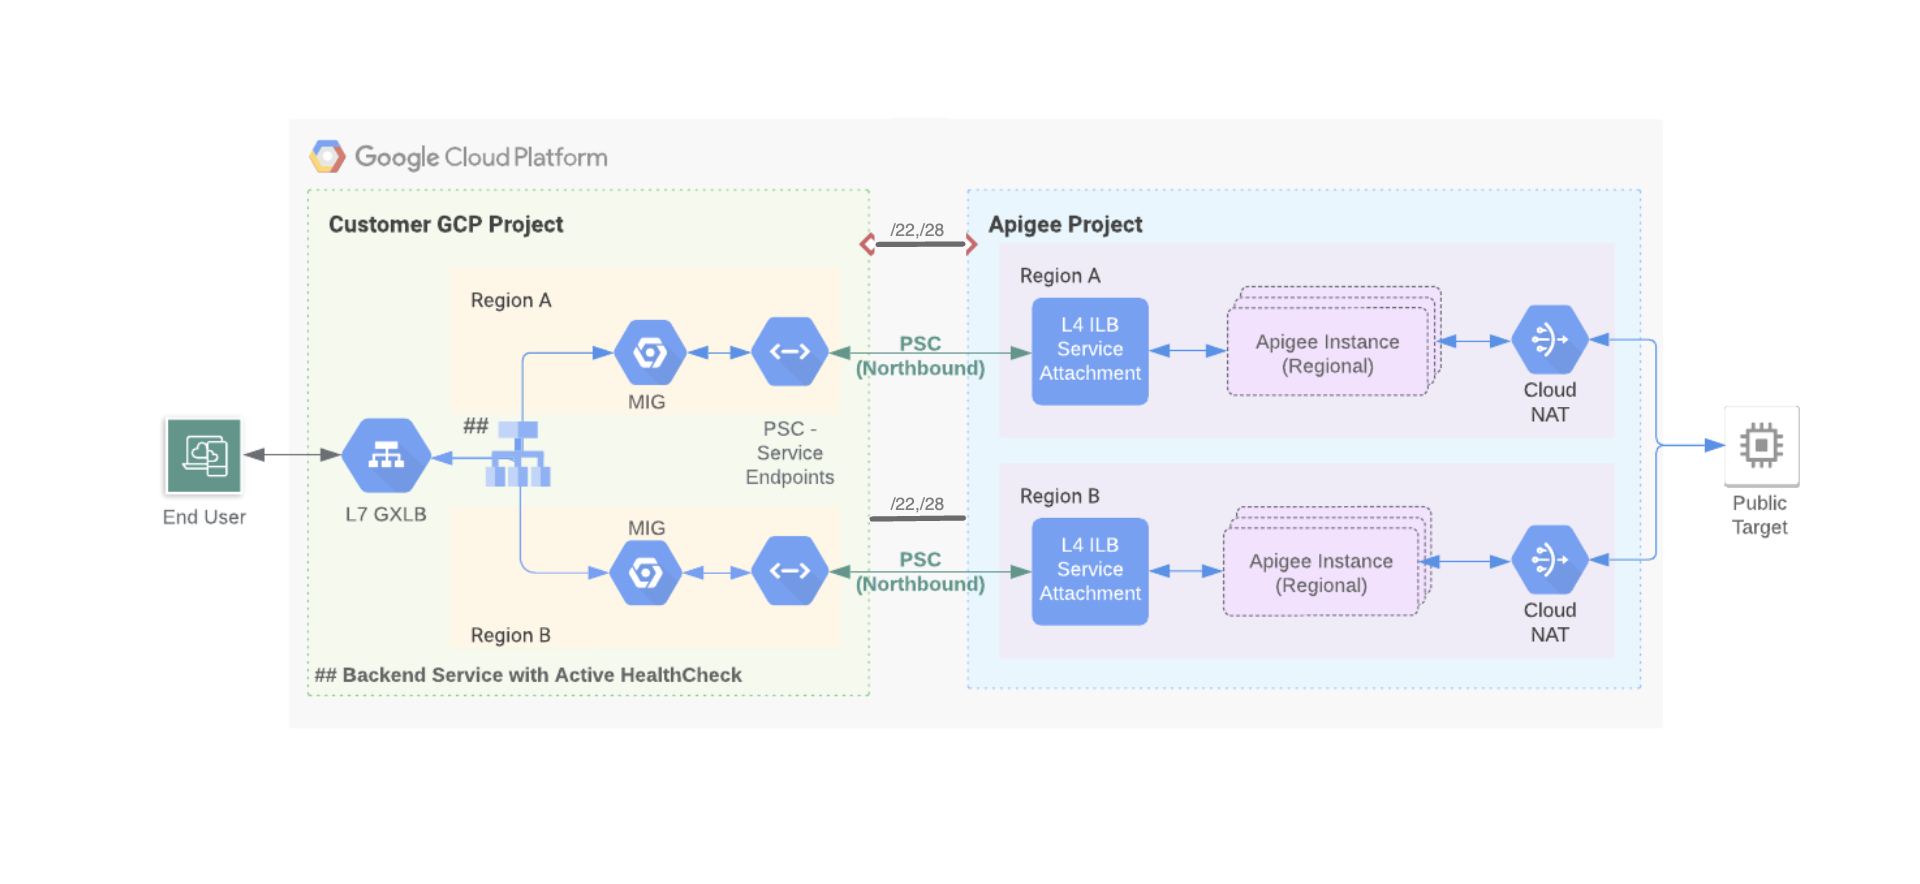 Google Cloud Platform
Customer GCP Project
/22,/28
Apigee Project
Region A
MIG
PSC
(Northbound)
Region A
L4 ILB
Service
Attachment
Apigee Instance
(Regional)
Cloud
NAT
##
PSC -
Service
Endpoints
End User
L7 GXLB
Public
Target
/22,/28
MIG
PSC
(Northbound)
Region B
Region B
L4 ILB
Service
Attachment
Apigee Instance
(Regional)
Cloud
NAT
## Backend Service with Active HealthCheck